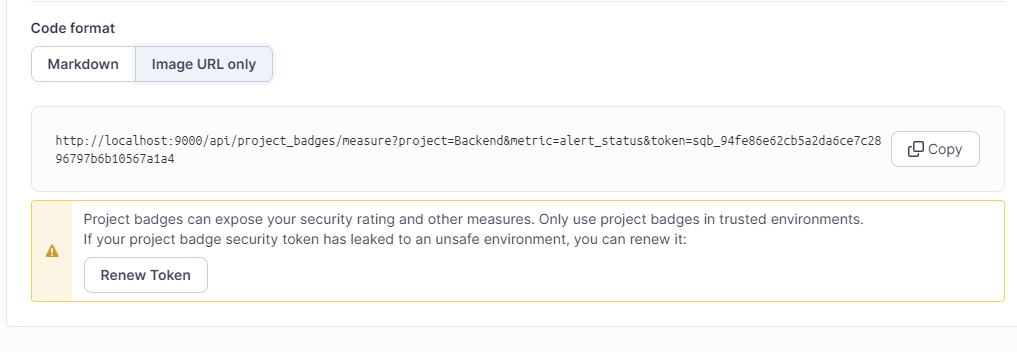 Code format
Markdown
Image URL only
http://localhost:9000/api/project_badges/measure?project=Backend&metric=alert_status&token=sqb_94fe86e62cb5a2da6ce7c28
96797b6b10567a1a4
Copy
Project badges can expose your security rating and other measures. Only use project badges in trusted environments.
If your project badge security token has leaked to an unsafe environment, you can renew it:
Renew Token